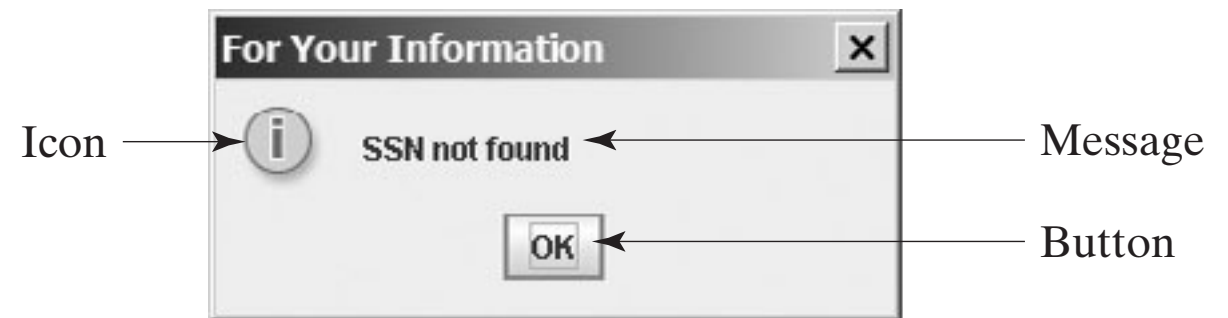 For Your Information
Icon
i
SSN not found
Message
OK
Button